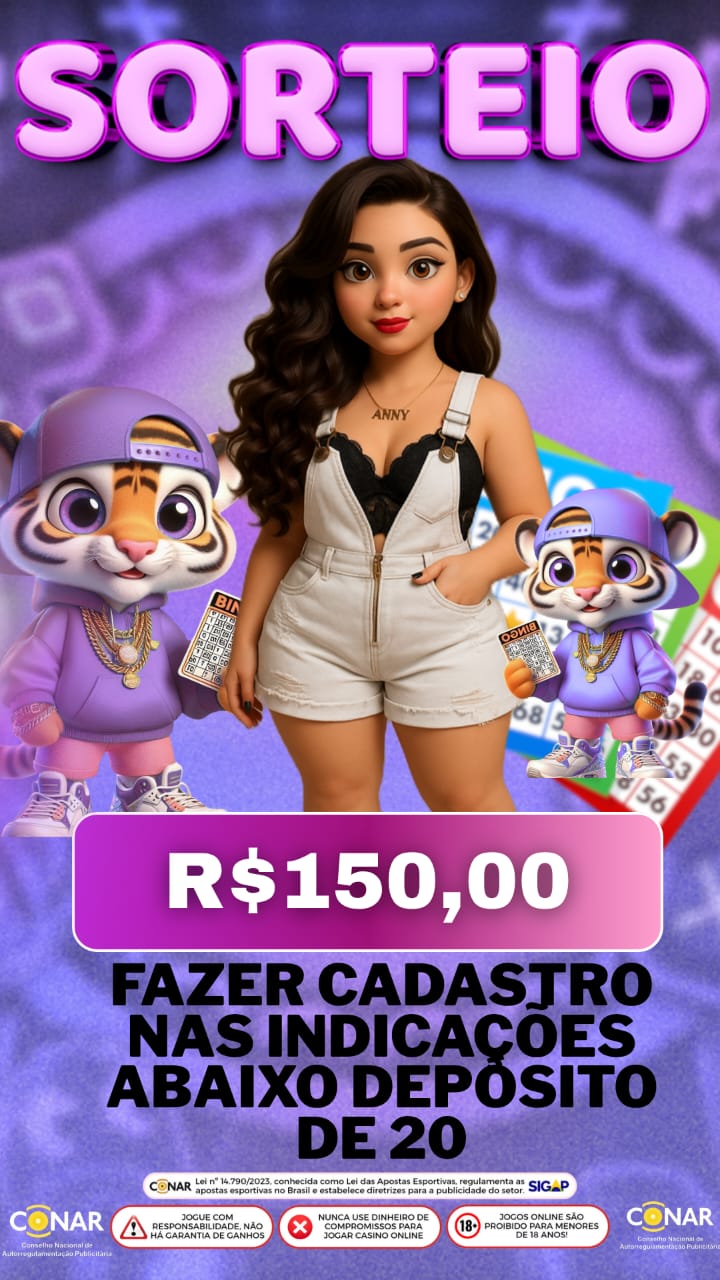 SORTEIO
ANNY
BIN
BINGO
R$150,00
FAZER CADASTRO
NAS INDICAÇÕES
ABAIXO DEPÓSITO
DE 20
CONAR Lei nº 14.790/2023, conhecida como Lei das Apostas Esportivas, regulamenta as
apostas esportivas no Brasil e estabelece diretrizes para a publicidade do setor. SIGAP
CONAR
Conselho Nacional de
Autorregulamentação Publicitária
JOGUE COM
RESPONSABILIDADE, NÃO
HÁ GARANTIA DE GANHOS
NUNCA USE DINHEIRO DE
COMPROMISSOS PARA
JOGAR CASINO ONLINE
18+
JOGOS ONLINE SÃO
PROIBIDO PARA MENORES
DE 18 ANOS!
CONAR
Conselho Nacional de
Autorregulamentação Publicitária